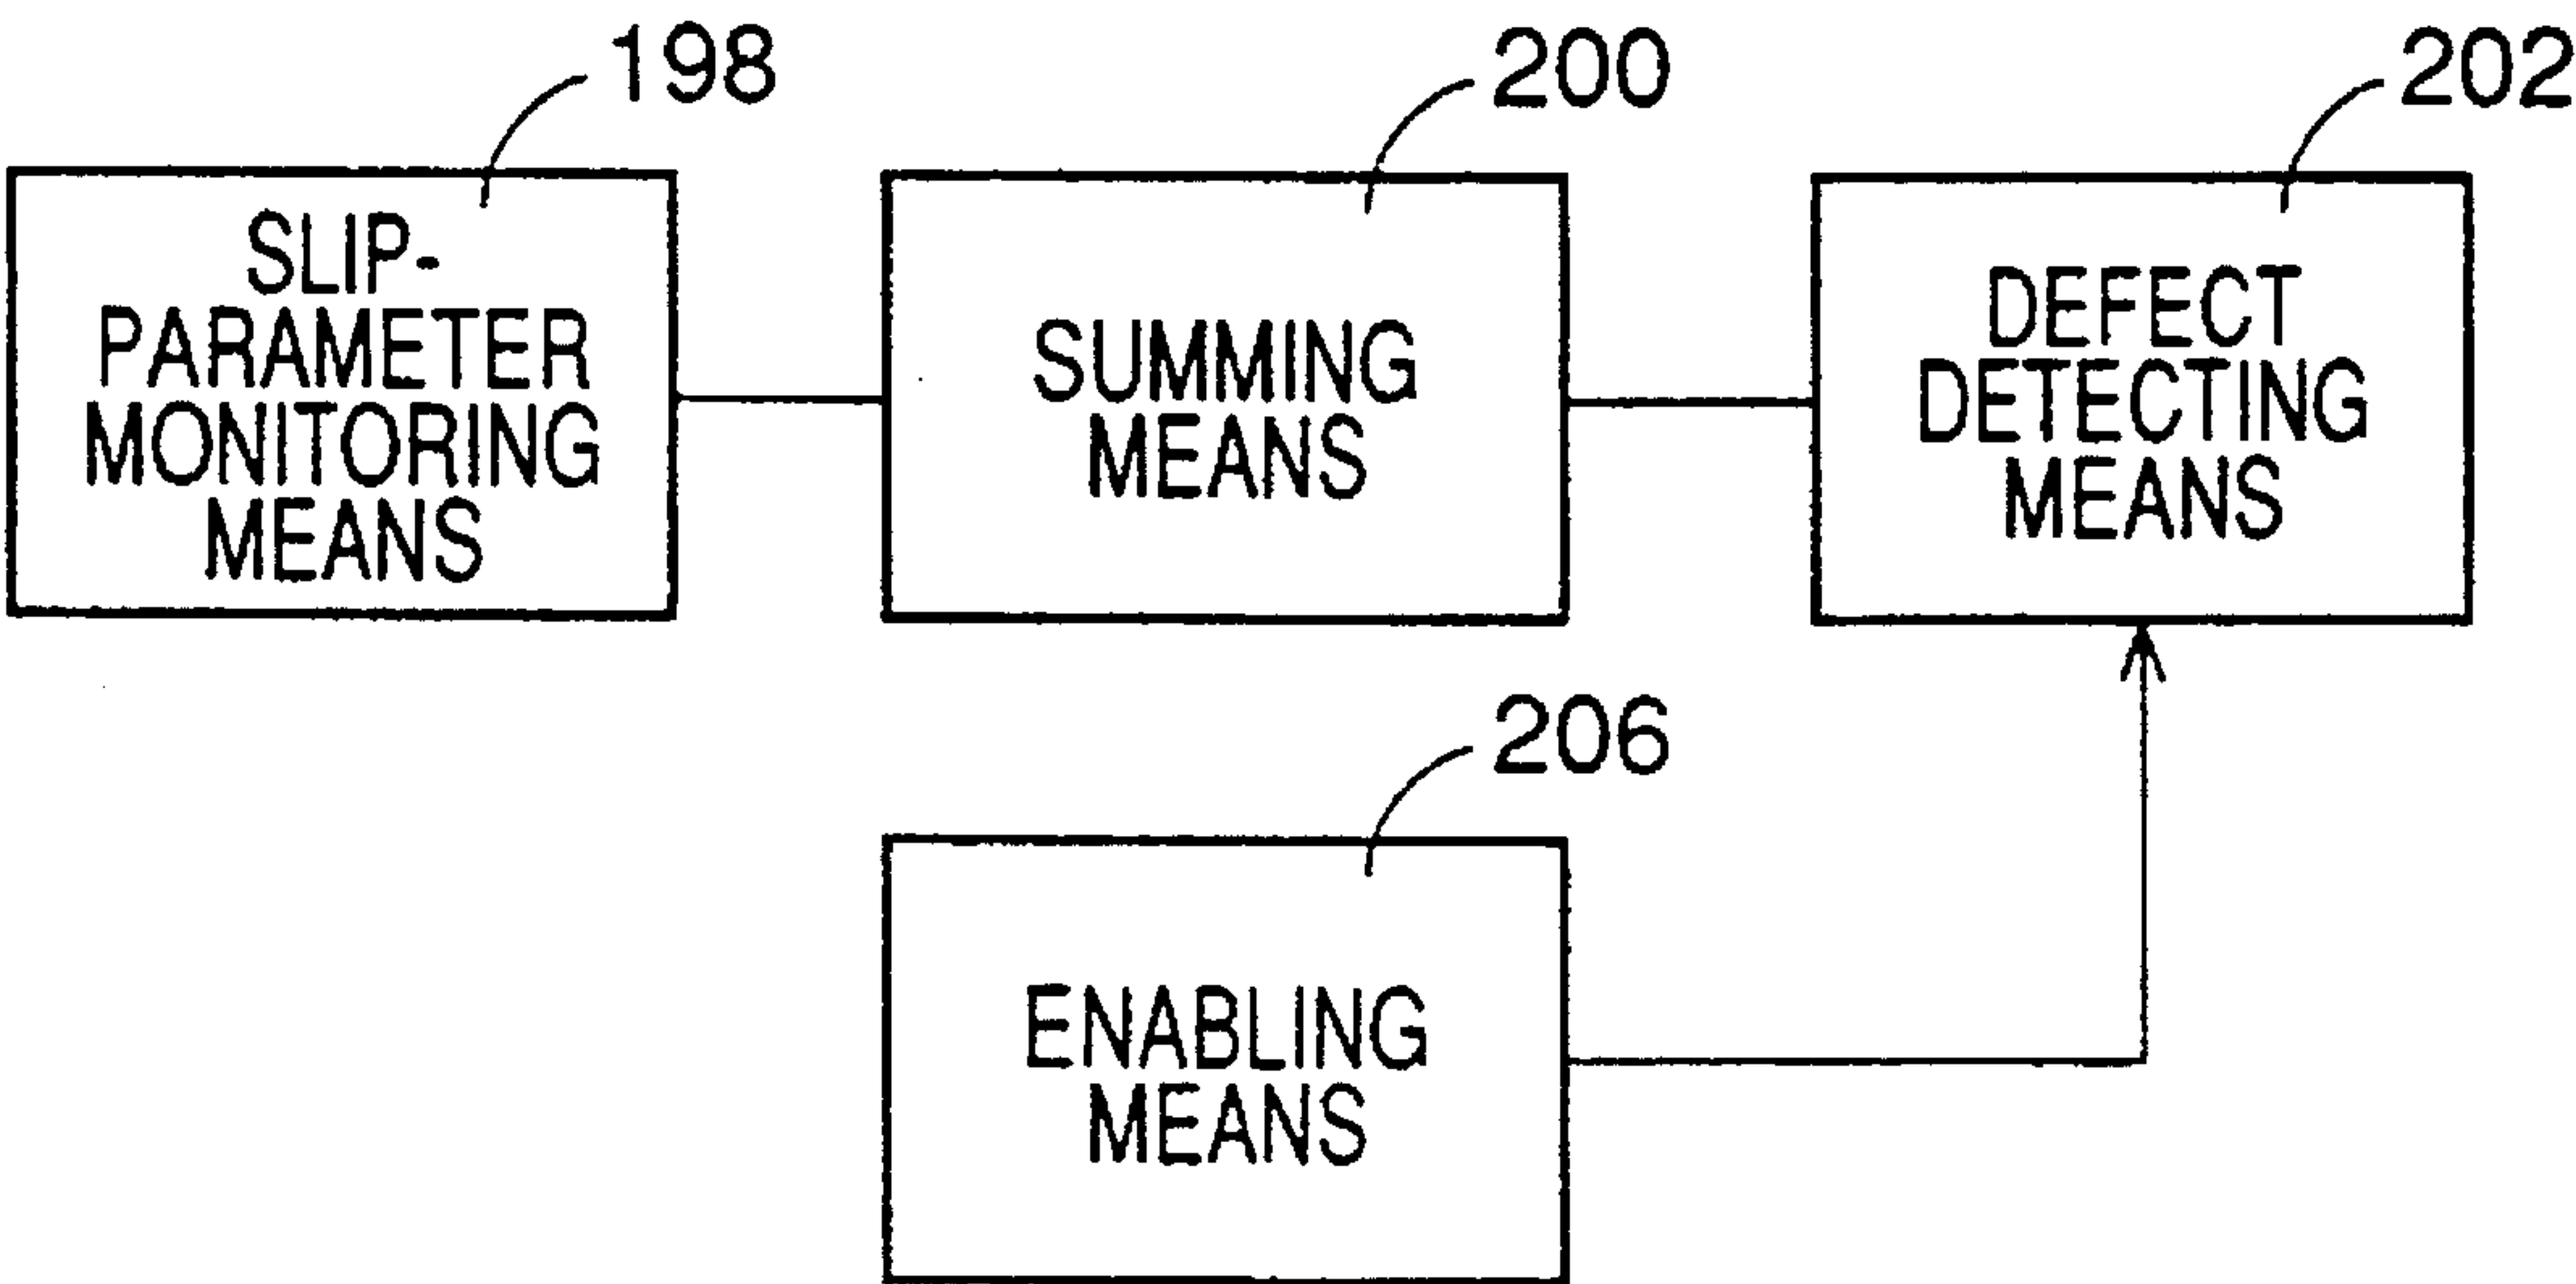 198
SLIP-
PARAMETER
MONITORING
MEANS
200
SUMMING
MEANS
202
DEFECT
DETECTING
MEANS
206
ENABLING
MEANS